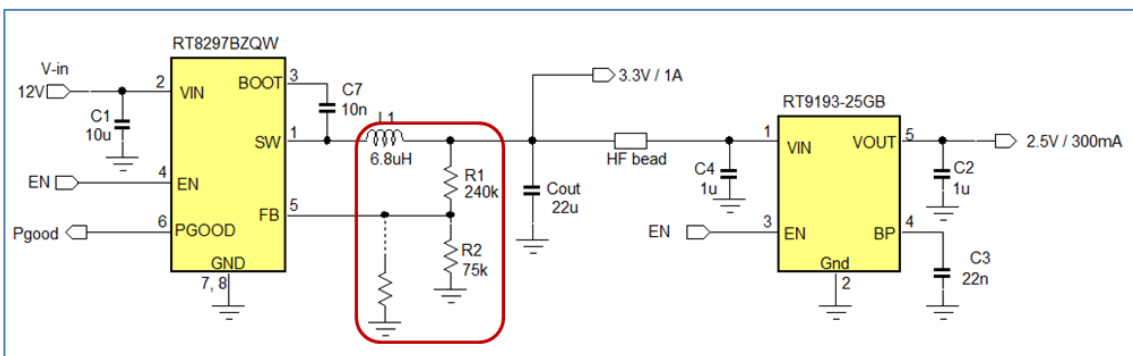 RT8297BZQW
V-in
12V
2
VIN
BOOT
3
C7
10n
C1
10u
SW
1
L1
6.8uH
3.3V / 1A
EN
4
EN
FB
5
R1
240k
Pgood
6
PGOOD
R2
75k
GND
7, 8
Cout
22u
HF bead
C4
1u
RT9193-25GB
1
VIN
VOUT
5
2.5V / 300mA
C2
1u
EN
3
EN
BP
4
C3
22n
Gnd
2